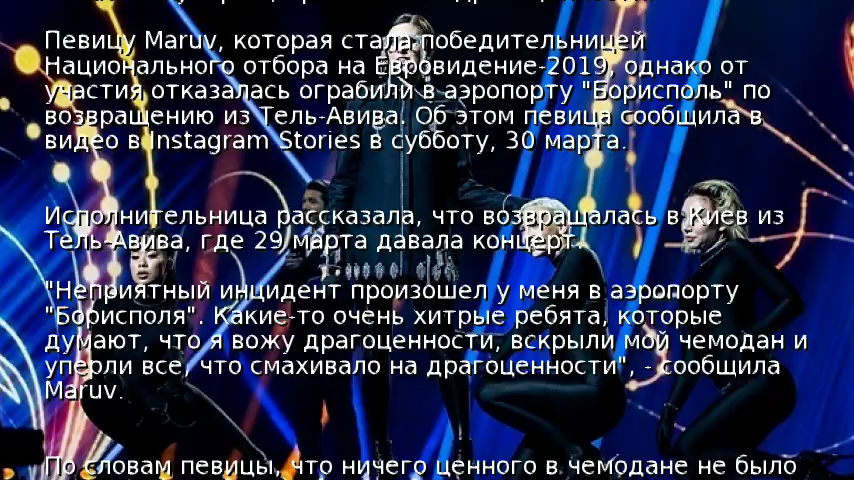 Певицу Maruv, которая стала победительницей
Национального отбора на Евровидение-2019, однако от
участия отказалась ограбили в аэропорту "Борисполь" по
возвращению из Тель-Авива. Об этом певица сообщила в
видео в Instagram Stories в субботу, 30 марта.
Исполнительница рассказала, что возвращалась в Киев из
Тель-Авива, где 29 марта давала концерт.
"Неприятный инцидент произошел у меня в аэропорту
"Борисполя". Какие-то очень хитрые ребята, которые
думают, что я вожу драгоценности, вскрыли мой чемодан и
уперли все, что смахивало на драгоценности", - сообщила
Maruv.
По словам певицы, что ничего ценного в чемодане не было